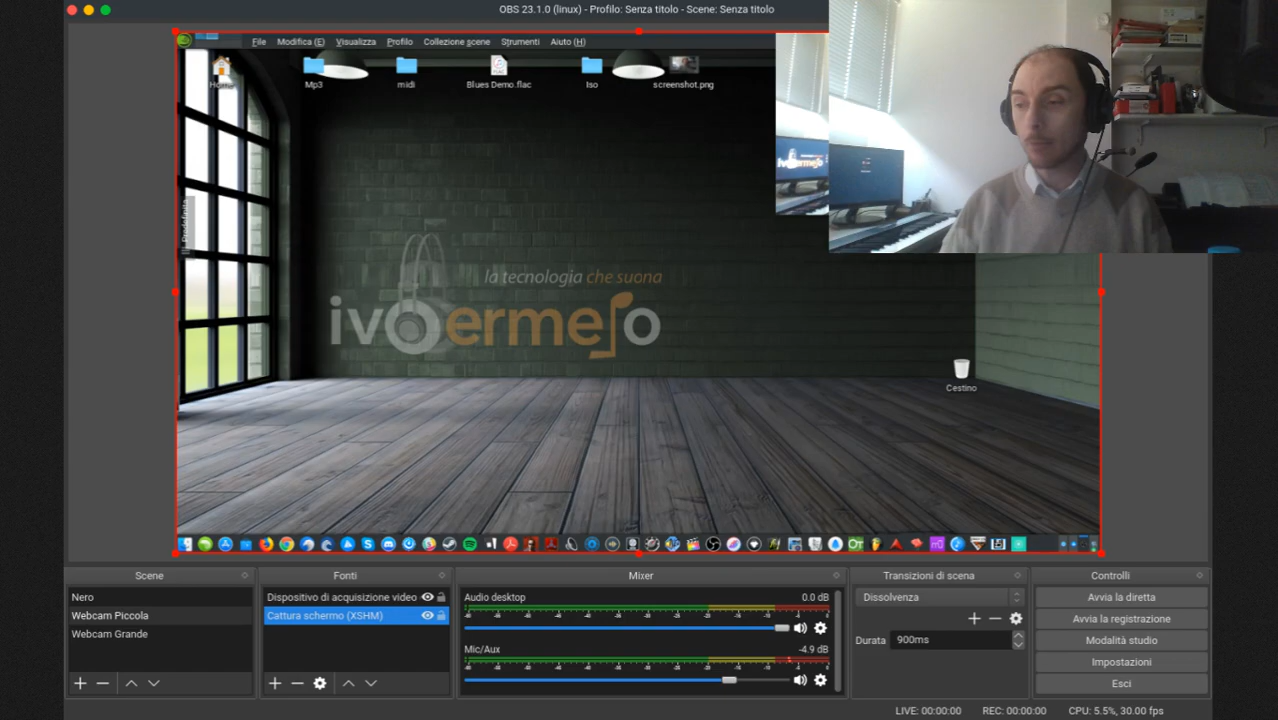 OBS 23.1.0 (linux) - Profilo: Senza titolo - Scene: Senza titolo
File Modifica (E) Visualizza Profilo Collezione scene Strumenti Aiuto (H)
Home Mp3 midi Blues Demo.flac Iso screenshot.png
Predefinita
la tecnologia che suona
ivo ermejo
Cestino
Scene Fonti Mixer Transizioni di scena Controlli
Nero
Webcam Piccola
Webcam Grande
Dispositivo di acquisizione video
Cattura schermo (XSHM)
Audio desktop 0.0 dB
Mic/Aux -4.9 dB
Dissolvenza
Durata 900ms
Avvia la diretta
Avvia la registrazione
Modalità studio
Impostazioni
Esci
LIVE: 00:00:00 REC: 00:00:00 CPU: 5.5%, 30.00 fps